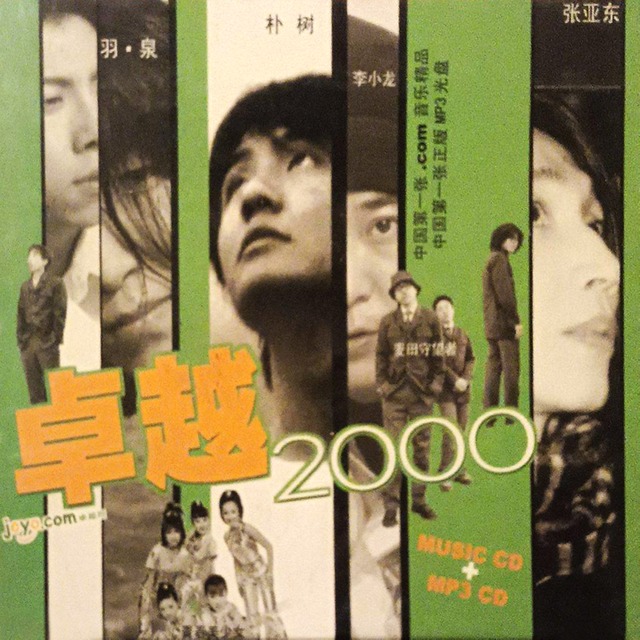 羽·泉
朴树
李小龙
张亚东
中国第一张.com音乐精品
中国第一张正版MP3光盘
麦田守望者
卓越2000
joyo.com
MUSIC CD
+
MP3 CD